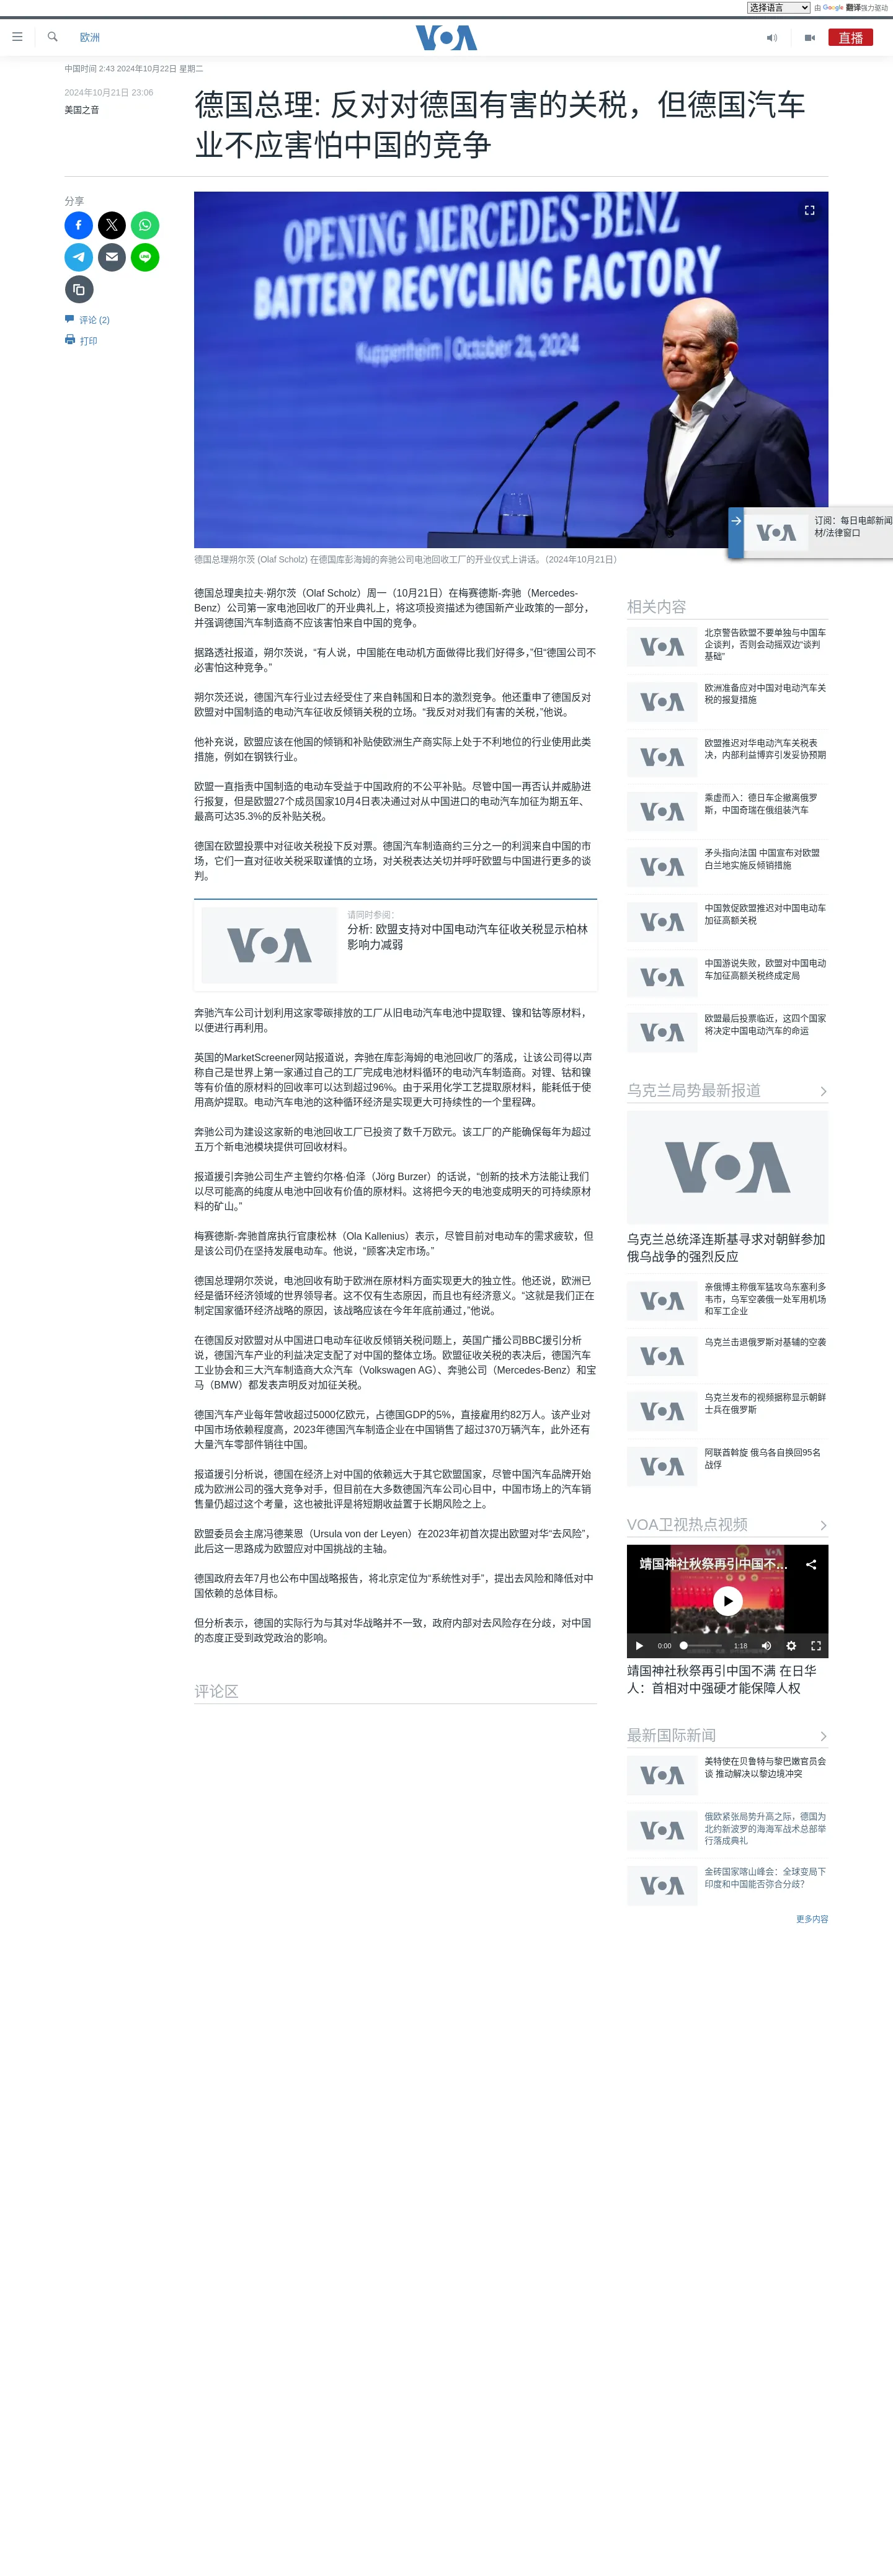 选择语言
由 Google 翻译强力驱动
欧洲
VOA
直播
中国时间 2:43 2024年10月22日 星期二
2024年10月21日 23:06
美国之音
德国总理: 反对对德国有害的关税，但德国汽车
业不应害怕中国的竞争
分享
评论 (2)
打印
OPENING MERCEDES-BENZ
BATTERY RECYCLING FACTORY
Kuppenheim | October 21, 2024
德国总理朔尔茨 (Olaf Scholz) 在德国库彭海姆的奔驰公司电池回收工厂的开业仪式上讲话。（2024年10月21日）
VOA
订阅：每日电邮新闻
材/法律窗口
德国总理奥拉夫·朔尔茨（Olaf Scholz）周一（10月21日）在梅赛德斯-奔驰（Mercedes-
Benz）公司第一家电池回收厂的开业典礼上，将这项投资描述为德国新产业政策的一部分，
并强调德国汽车制造商不应该害怕来自中国的竞争。
据路透社报道，朔尔茨说，“有人说，中国能在电动机方面做得比我们好得多，”但“德国公司不
必害怕这种竞争。”
朔尔茨还说，德国汽车行业过去经受住了来自韩国和日本的激烈竞争。他还重申了德国反对
欧盟对中国制造的电动汽车征收反倾销关税的立场。“我反对对我们有害的关税，”他说。
他补充说，欧盟应该在他国的倾销和补贴使欧洲生产商实际上处于不利地位的行业使用此类
措施，例如在钢铁行业。
欧盟一直指责中国制造的电动车受益于中国政府的不公平补贴。尽管中国一再否认并威胁进
行报复，但是欧盟27个成员国家10月4日表决通过对从中国进口的电动汽车加征为期五年、
最高可达35.3%的反补贴关税。
德国在欧盟投票中对征收关税投下反对票。德国汽车制造商约三分之一的利润来自中国的市
场，它们一直对征收关税采取谨慎的立场，对关税表达关切并呼吁欧盟与中国进行更多的谈
判。
VOA
请同时参阅：
分析: 欧盟支持对中国电动汽车征收关税显示柏林
影响力减弱
奔驰汽车公司计划利用这家零碳排放的工厂从旧电动汽车电池中提取锂、镍和钴等原材料，
以便进行再利用。
英国的MarketScreener网站报道说，奔驰在库彭海姆的电池回收厂的落成，让该公司得以声
称自己是世界上第一家通过自己的工厂完成电池材料循环的电动汽车制造商。对锂、钴和镍
等有价值的原材料的回收率可以达到超过96%。由于采用化学工艺提取原材料，能耗低于使
用高炉提取。电动汽车电池的这种循环经济是实现更大可持续性的一个里程碑。
奔驰公司为建设这家新的电池回收工厂已投资了数千万欧元。该工厂的产能确保每年为超过
五万个新电池模块提供可回收材料。
报道援引奔驰公司生产主管约尔格·伯泽（Jörg Burzer）的话说，“创新的技术方法能让我们
以尽可能高的纯度从电池中回收有价值的原材料。这将把今天的电池变成明天的可持续原材
料的矿山。”
梅赛德斯-奔驰首席执行官康松林（Ola Kallenius）表示，尽管目前对电动车的需求疲软，但
是该公司仍在坚持发展电动车。他说，“顾客决定市场。”
德国总理朔尔茨说，电池回收有助于欧洲在原材料方面实现更大的独立性。他还说，欧洲已
经是循环经济领域的世界领导者。这不仅有生态原因，而且也有经济意义。“这就是我们正在
制定国家循环经济战略的原因，该战略应该在今年年底前通过，”他说。
在德国反对欧盟对从中国进口电动车征收反倾销关税问题上，英国广播公司BBC援引分析
说，德国汽车产业的利益决定支配了对中国的整体立场。欧盟征收关税的表决后，德国汽车
工业协会和三大汽车制造商大众汽车（Volkswagen AG）、奔驰公司（Mercedes-Benz）和宝
马（BMW）都发表声明反对加征关税。
德国汽车产业每年营收超过5000亿欧元，占德国GDP的5%，直接雇用约82万人。该产业对
中国市场依赖程度高，2023年德国汽车制造企业在中国销售了超过370万辆汽车，此外还有
大量汽车零部件销往中国。
报道援引分析说，德国在经济上对中国的依赖远大于其它欧盟国家，尽管中国汽车品牌开始
成为欧洲公司的强大竞争对手，但目前在大多数德国汽车公司心目中，中国市场上的汽车销
售量仍超过这个考量，这也被批评是将短期收益置于长期风险之上。
欧盟委员会主席冯德莱恩（Ursula von der Leyen）在2023年初首次提出欧盟对华“去风险”，
此后这一思路成为欧盟应对中国挑战的主轴。
德国政府去年7月也公布中国战略报告，将北京定位为“系统性对手”，提出去风险和降低对中
国依赖的总体目标。
但分析表示，德国的实际行为与其对华战略并不一致，政府内部对去风险存在分歧，对中国
的态度正受到政党政治的影响。
评论区
相关内容
VOA
北京警告欧盟不要单独与中国车
企谈判，否则会动摇双边“谈判
基础”
VOA
欧洲准备应对中国对电动汽车关
税的报复措施
VOA
欧盟推迟对华电动汽车关税表
决，内部利益博弈引发妥协预期
VOA
乘虚而入：德日车企撤离俄罗
斯，中国奇瑞在俄组装汽车
VOA
矛头指向法国 中国宣布对欧盟
白兰地实施反倾销措施
VOA
中国敦促欧盟推迟对中国电动车
加征高额关税
VOA
中国游说失败，欧盟对中国电动
车加征高额关税终成定局
VOA
欧盟最后投票临近，这四个国家
将决定中国电动汽车的命运
乌克兰局势最新报道
VOA
乌克兰总统泽连斯基寻求对朝鲜参加
俄乌战争的强烈反应
VOA
亲俄博主称俄军猛攻乌东塞利多
韦市，乌军空袭俄一处军用机场
和军工企业
VOA
乌克兰击退俄罗斯对基辅的空袭
VOA
乌克兰发布的视频据称显示朝鲜
士兵在俄罗斯
VOA
阿联酋斡旋 俄乌各自换回95名
战俘
VOA卫视热点视频
靖国神社秋祭再引中国不...
VOA
0:00
1:18
靖国神社秋祭再引中国不满 在日华
人：首相对中强硬才能保障人权
最新国际新闻
VOA
美特使在贝鲁特与黎巴嫩官员会
谈 推动解决以黎边境冲突
VOA
俄欧紧张局势升高之际，德国为
北约新波罗的海海军战术总部举
行落成典礼
VOA
金砖国家喀山峰会：全球变局下
印度和中国能否弥合分歧？
更多内容